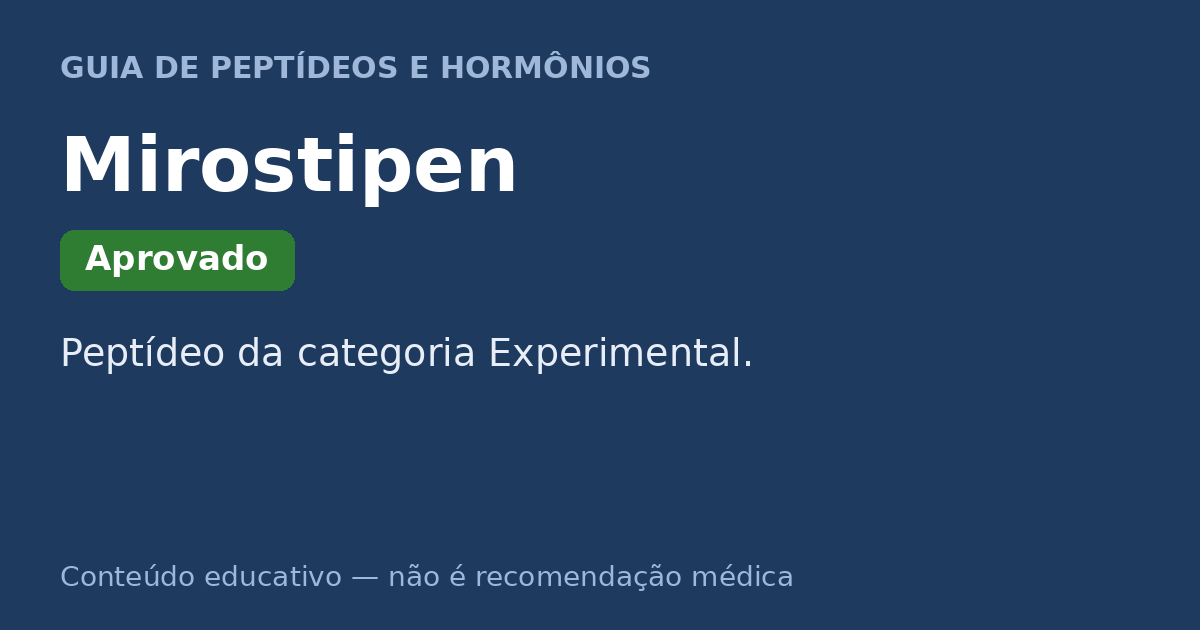 GUIA DE PEPTÍDEOS E HORMÔNIOS
Mirostipen
Aprovado
Peptídeo da categoria Experimental.
Conteúdo educativo — não é recomendação médica